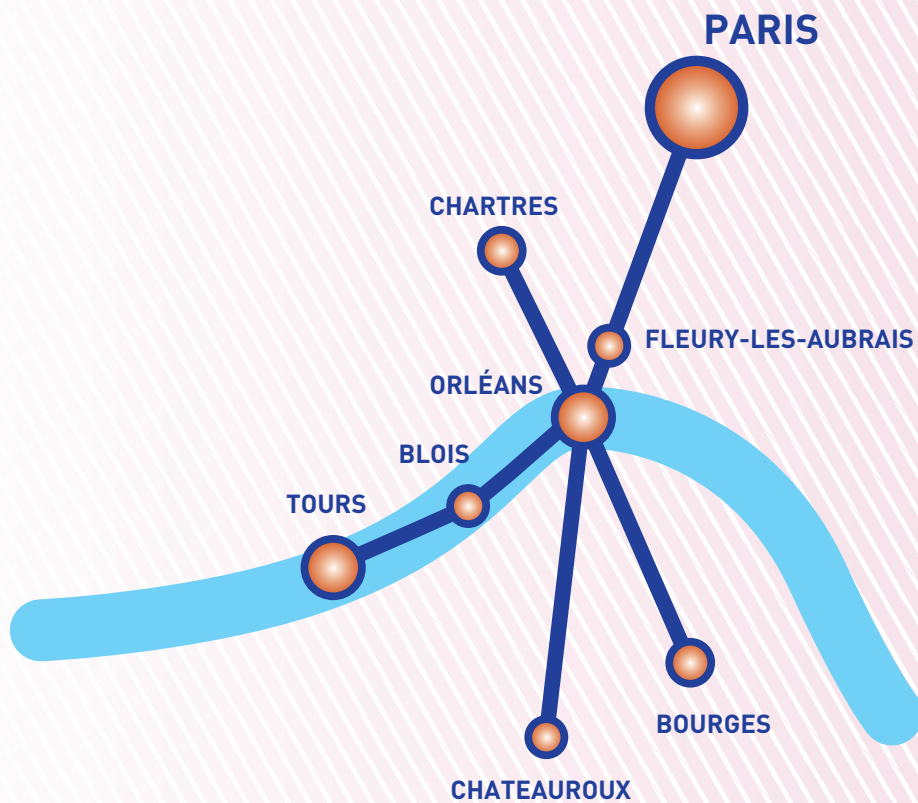 PARIS
CHARTRES
FLEURY-LES-AUBRAIS
ORLÉANS
BLOIS
TOURS
BOURGES
CHATEAUROUX